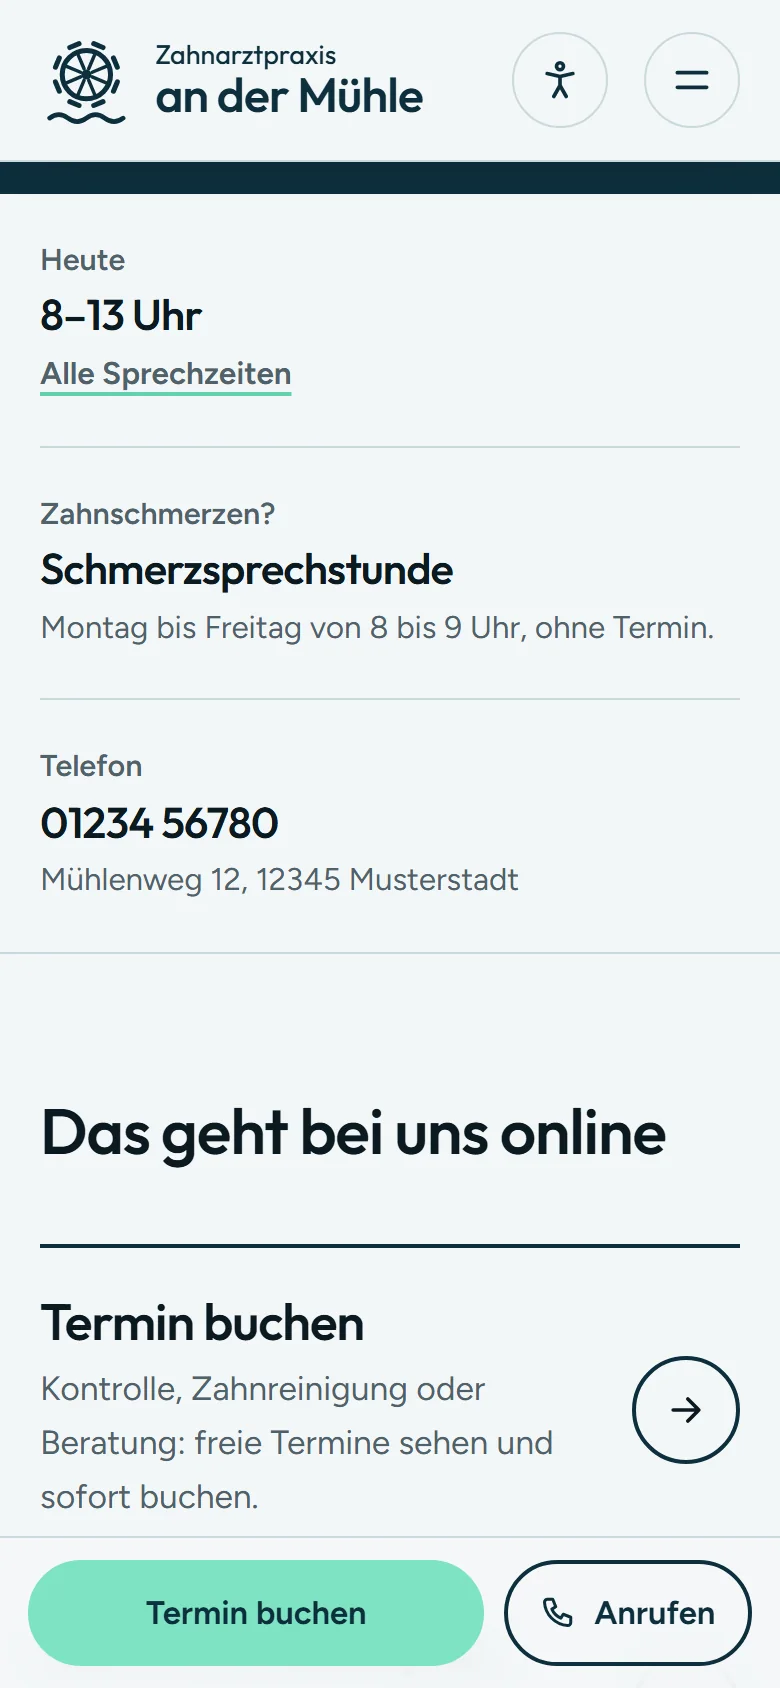 Zahnarztpraxis
an der Mühle
Heute
8–13 Uhr
Alle Sprechzeiten
Zahnschmerzen?
Schmerzsprechstunde
Montag bis Freitag von 8 bis 9 Uhr, ohne Termin.
Telefon
01234 56780
Mühlenweg 12, 12345 Musterstadt
Das geht bei uns online
Termin buchen
Kontrolle, Zahnreinigung oder
Beratung: freie Termine sehen und
sofort buchen.
Termin buchen
Anrufen